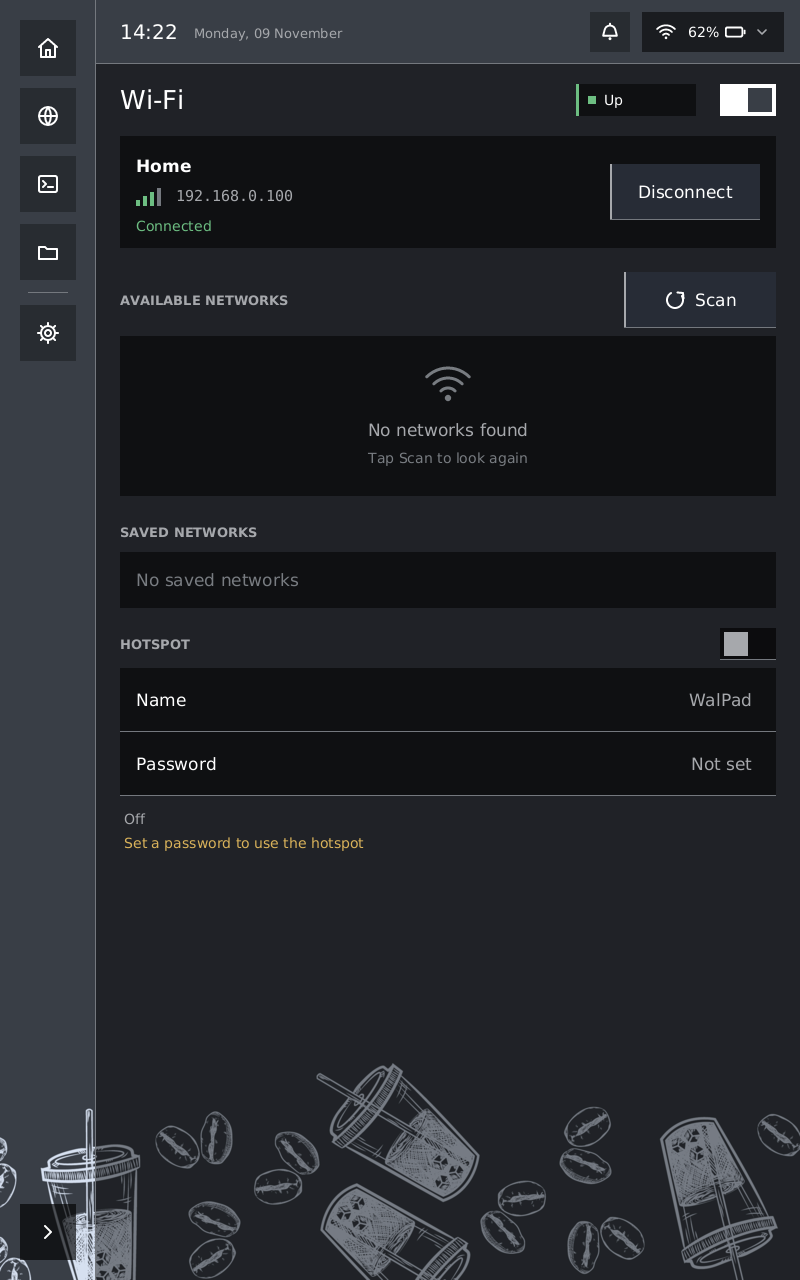 14:22 Monday, 09 November
62%
Wi-Fi
Up
Home
192.168.0.100
Connected
Disconnect
AVAILABLE NETWORKS
Scan
No networks found
Tap Scan to look again
SAVED NETWORKS
No saved networks
HOTSPOT
Name WalPad
Password Not set
Off
Set a password to use the hotspot